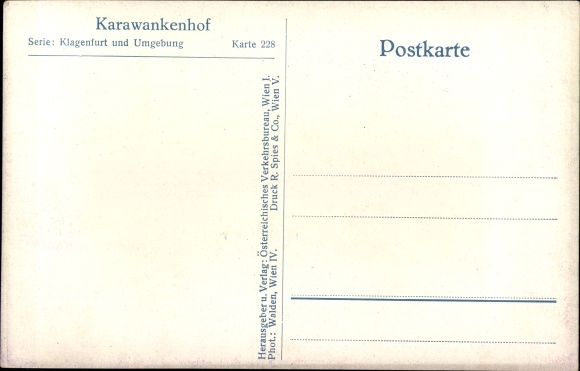 Karawankenhof
Serie: Klagenfurt und Umgebung Karte 228
Herausgeber u. Verlag: Österreichisches Verkehrsbureau, Wien I.
Phot.: Walden, Wien IV. Druck R. Spies & Co., Wien V.
Postkarte